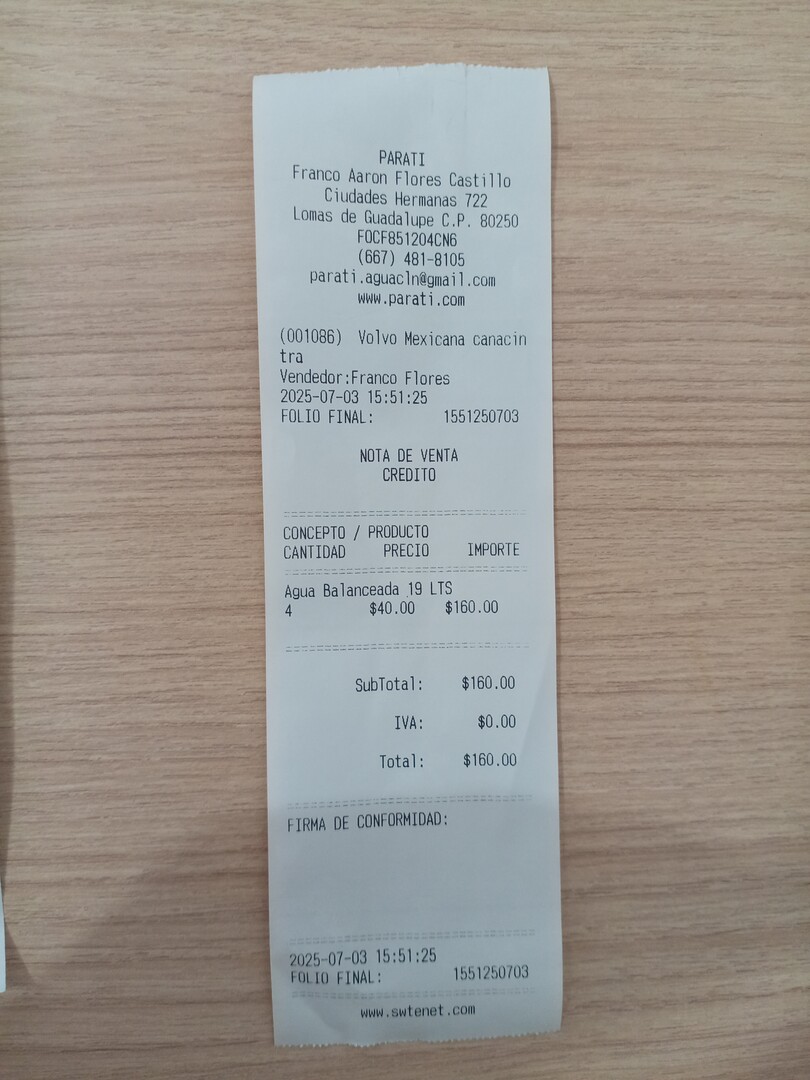 PARATI
Franco Aaron Flores Castillo
Ciudades Hermanas 722
Lomas de Guadalupe C.P. 80250
FOCF851204CN6
(667) 481-8105
parati.aguacln@gmail.com
www.parati.com
(001086) Volvo Mexicana canacin
tra
Vendedor:Franco Flores
2025-07-03 15:51:25
FOLIO FINAL: 1551250703
NOTA DE VENTA
CREDITO
CONCEPTO / PRODUCTO
CANTIDAD PRECIO IMPORTE
Agua Balanceada 19 LTS
4 $40.00 $160.00
SubTotal: $160.00
IVA: $0.00
Total: $160.00
FIRMA DE CONFORMIDAD:
2025-07-03 15:51:25
FOLIO FINAL: 1551250703
www.swtenet.com